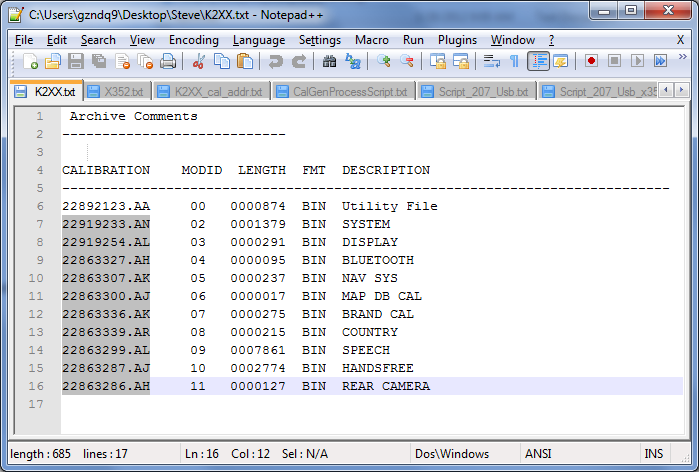 C:\Users\gzndq9\Desktop\Steve\K2XX.txt - Notepad++
File Edit Search View Encoding Language Settings Macro Run Plugins Window ? X
K2XX.txt X352.txt K2XX_cal_addr.txt CalGenProcessScript.txt Script_207_Usb.txt Script_207_Usb_x35
1 Archive Comments
2 ----------------------------
3
4 CALIBRATION MODID LENGTH FMT DESCRIPTION
5 ----------------------------------------------------------------------------
6 22892123.AA 00 0000874 BIN Utility File
7 22919233.AN 02 0001379 BIN SYSTEM
8 22919254.AL 03 0000291 BIN DISPLAY
9 22863327.AH 04 0000095 BIN BLUETOOTH
10 22863307.AK 05 0000237 BIN NAV SYS
11 22863300.AJ 06 0000017 BIN MAP DB CAL
12 22863336.AK 07 0000275 BIN BRAND CAL
13 22863339.AR 08 0000215 BIN COUNTRY
14 22863299.AL 09 0007861 BIN SPEECH
15 22863287.AJ 10 0002774 BIN HANDSFREE
16 22863286.AH 11 0000127 BIN REAR CAMERA
17
length : 685 lines : 17 Ln : 16 Col : 12 Sel : N/A Dos\Windows ANSI INS